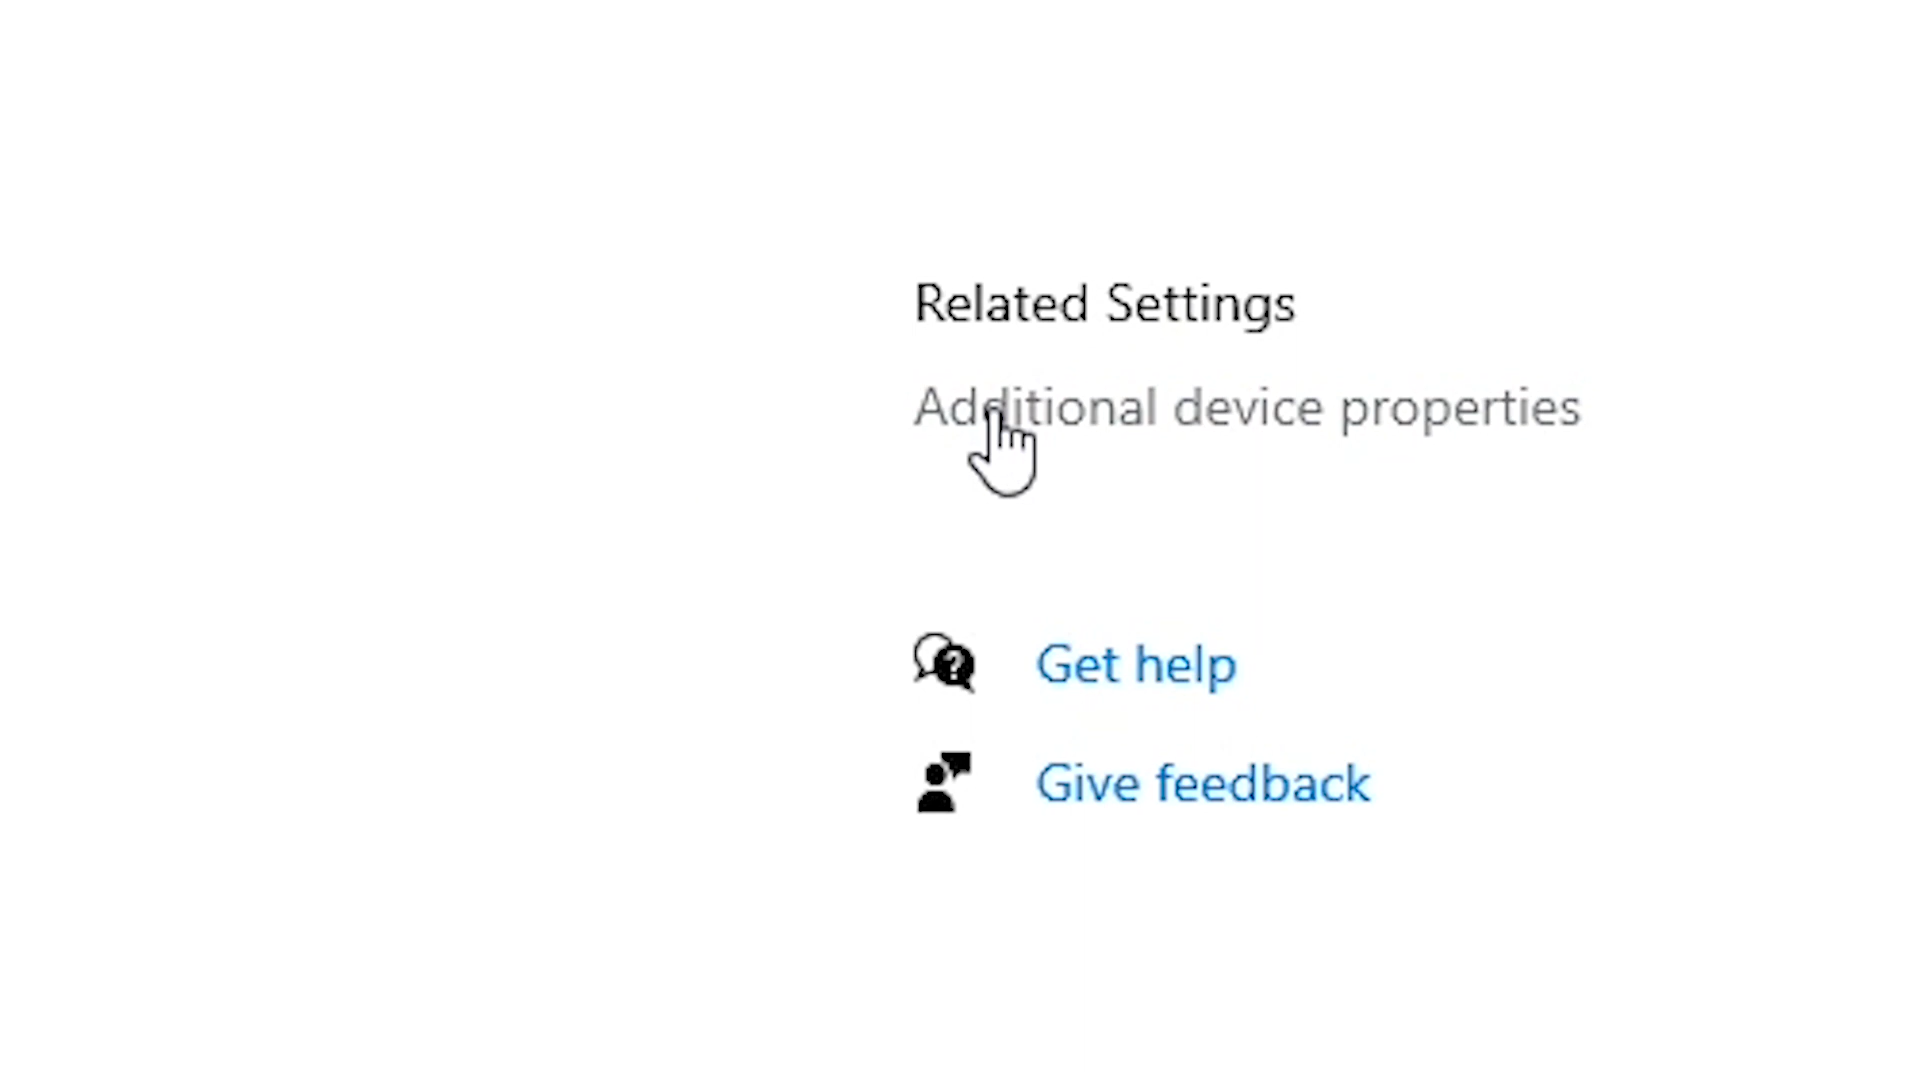 Related Settings
Additional device properties
Get help
Give feedback